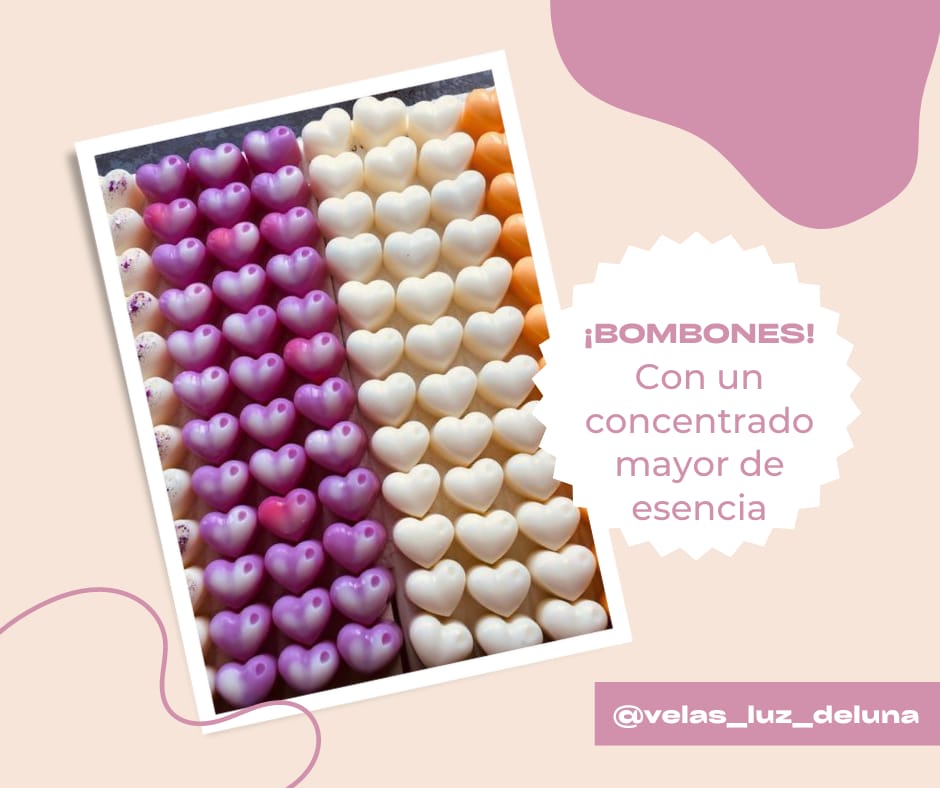 ¡BOMBONES!
Con un
concentrado
mayor de
esencia
@velas_luz_deluna